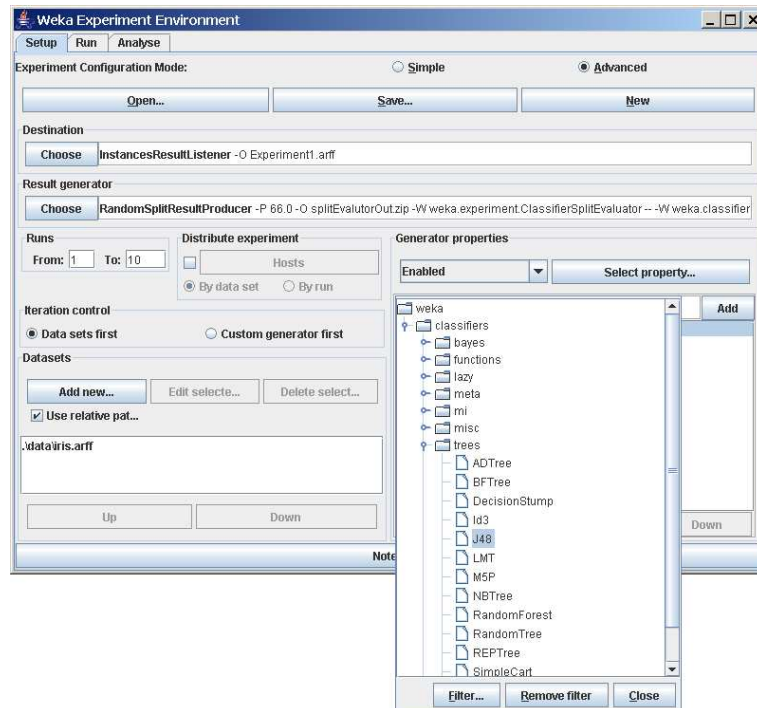 Weka Experiment Environment
Setup Run Analyse
Experiment Configuration Mode: Simple Advanced
Open... Save... New
Destination
Choose InstancesResultListener -O Experiment1.arff
Result generator
Choose RandomSplitResultProducer -P 66.0 -O splitEvalutorOut.zip -W weka.experiment.ClassifierSplitEvaluator -- -W weka.classifier
Runs
From: 1 To: 10
Distribute experiment
Hosts
By data set By run
Generator properties
Enabled Select property...
Iteration control
Data sets first Custom generator first
Datasets
Add new... Edit selecte... Delete select...
Use relative pat...
.\data\iris.arff
Up Down
Add
weka
classifiers
bayes
functions
lazy
meta
mi
misc
trees
ADTree
BFTree
DecisionStump
Id3
J48
LMT
M5P
NBTree
RandomForest
RandomTree
REPTree
SimpleCart
Down
Note
Filter... Remove filter Close